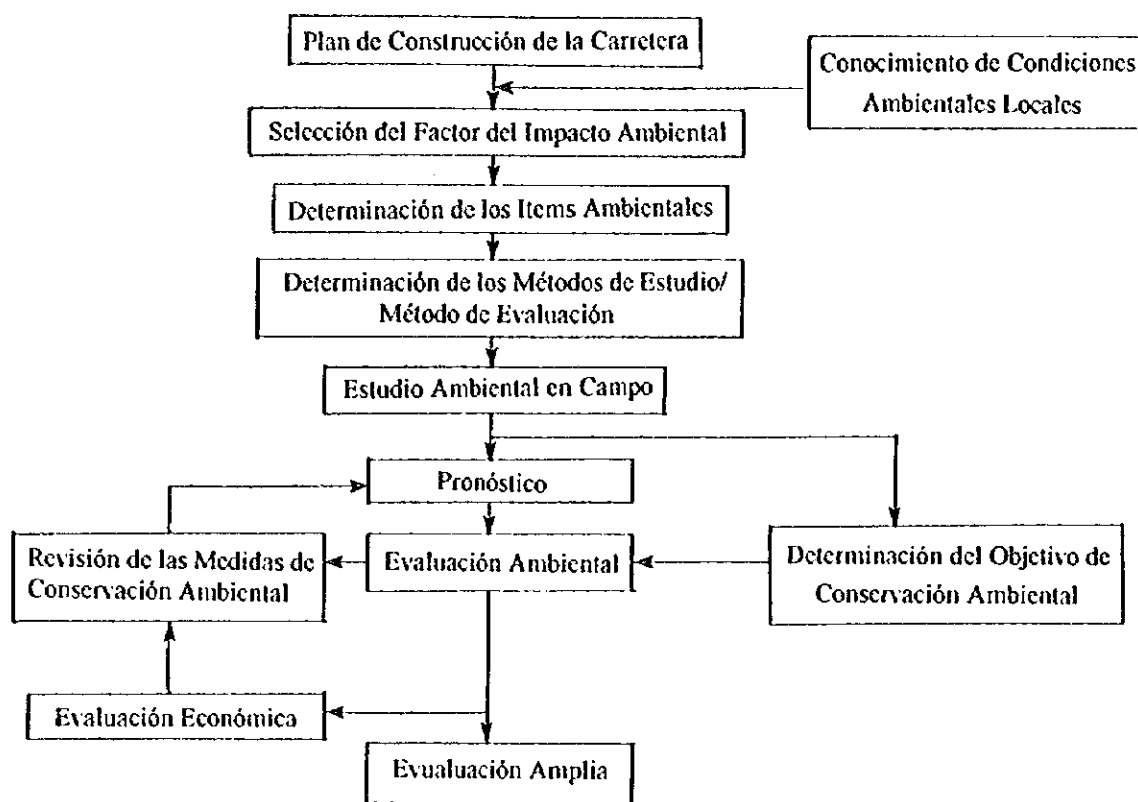 Plan de Construcción de la Carretera
Conocimiento de Condiciones
Ambientales Locales
Selección del Factor del Impacto Ambiental
Determinación de los Items Ambientales
Determinación de los Métodos de Estudio/
Método de Evaluación
Estudio Ambiental en Campo
Pronóstico
Revisión de las Medidas de
Conservación Ambiental
Evaluación Ambiental
Determinación del Objetivo de
Conservación Ambiental
Evaluación Económica
Evualuación Amplia